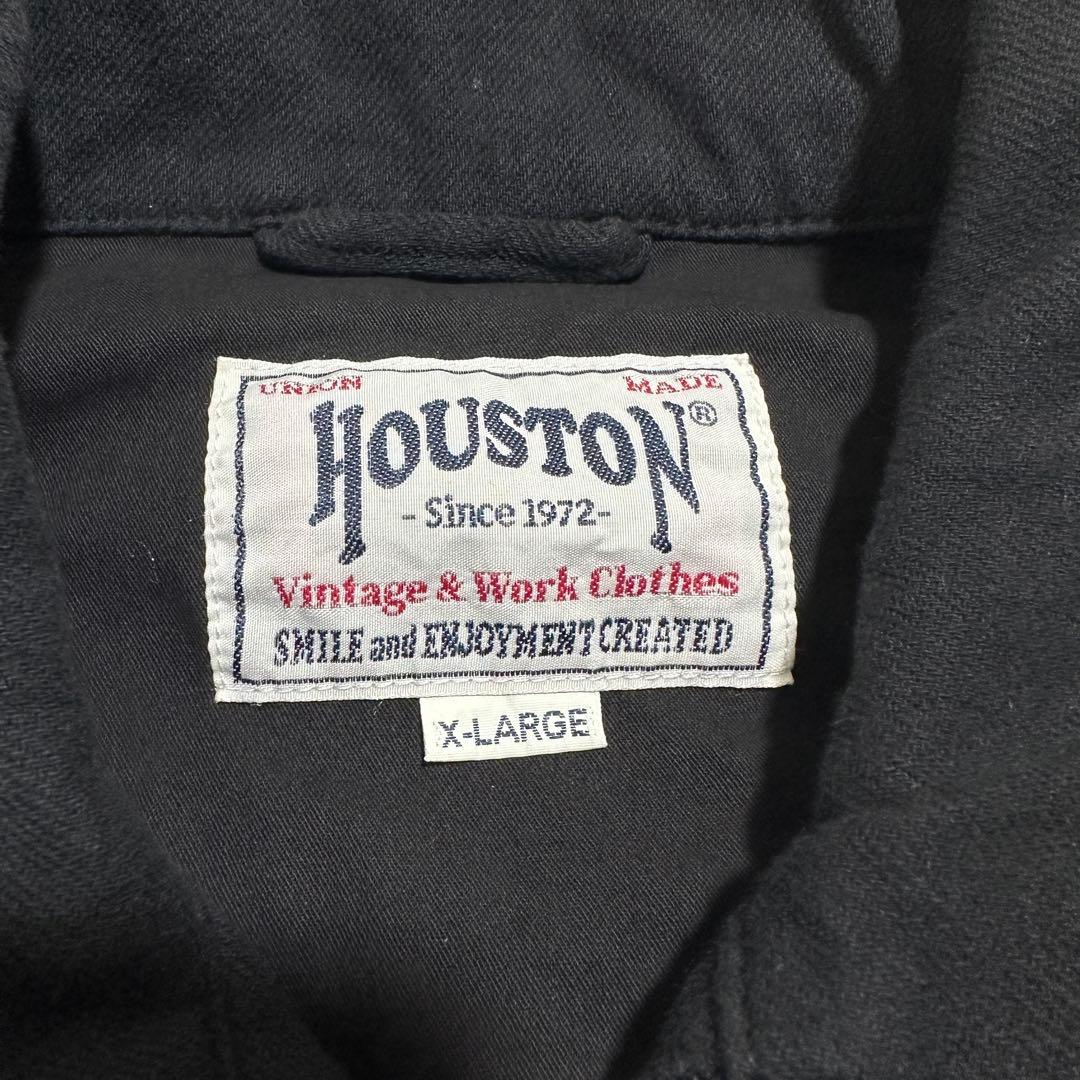 UNION MADE
HOUSTON®
- Since 1972-
Vintage & Work Clothes
SMILE and ENJOYMENT CREATED
X-LARGE